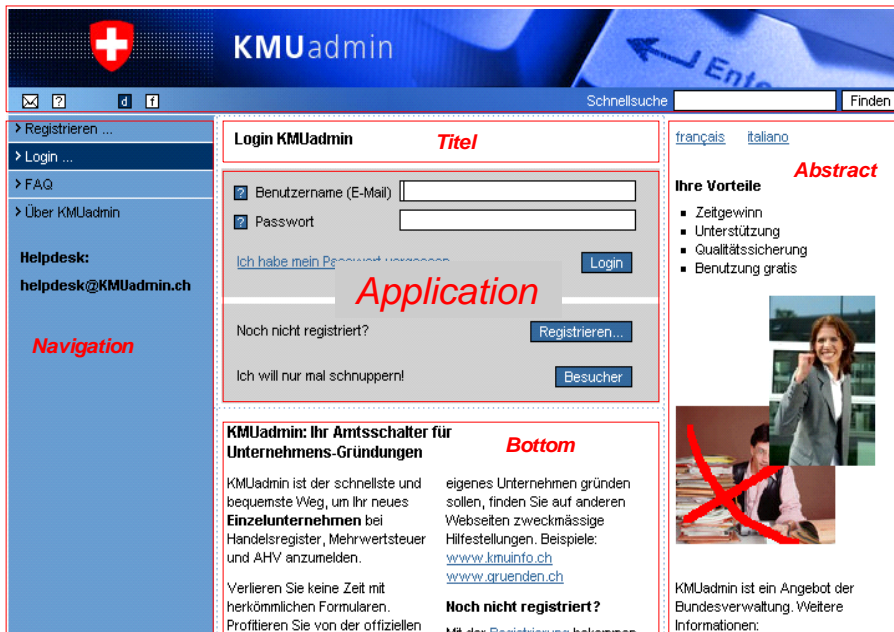 KMUadmin
Enter
d f
Schnellsuche
Finden
Registrieren ...
Login ...
FAQ
Über KMUadmin
Helpdesk:
helpdesk@KMUadmin.ch
Navigation
Login KMUadmin
Titel
? Benutzername (E-Mail)
? Passwort
Ich habe mein Passwort vergessen
Login
Application
Noch nicht registriert?
Registrieren...
Ich will nur mal schnuppern!
Besucher
KMUadmin: Ihr Amtsschalter für
Unternehmens-Gründungen
Bottom
KMUadmin ist der schnellste und
bequemste Weg, um Ihr neues
Einzelunternehmen bei
Handelsregister, Mehrwertsteuer
und AHV anzumelden.
Verlieren Sie keine Zeit mit
herkömmlichen Formularen.
Profitieren Sie von der offiziellen
eigenes Unternehmen gründen
sollen, finden Sie auf anderen
Webseiten zweckmässige
Hilfestellungen. Beispiele:
www.kmuinfo.ch
www.gruenden.ch
Noch nicht registriert?
Mit der Registrierung bekommen
français italiano
Abstract
Ihre Vorteile
Zeitgewinn
Unterstützung
Qualitätssicherung
Benutzung gratis
KMUadmin ist ein Angebot der
Bundesverwaltung. Weitere
Informationen: